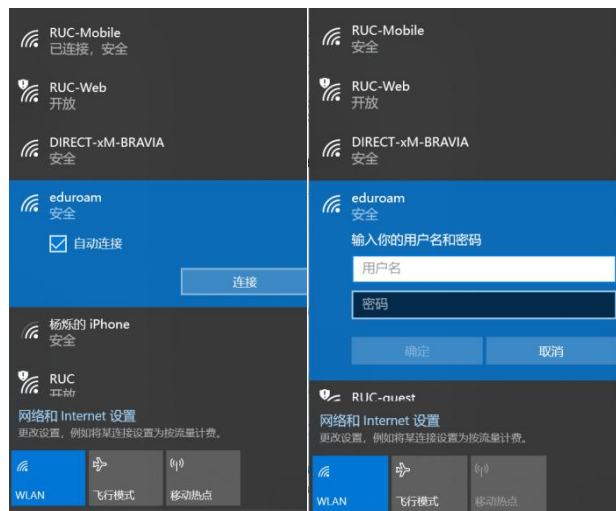 RUC-Mobile
已连接，安全
RUC-Web
开放
DIRECT-xM-BRAVIA
安全
eduroam
安全
自动连接
连接
杨烁的 iPhone
安全
RUC
开放
网络和 Internet 设置
更改设置，例如将某连接设置为按流量计费。
WLAN
飞行模式
移动热点
RUC-Mobile
安全
RUC-Web
开放
DIRECT-xM-BRAVIA
安全
eduroam
安全
输入你的用户名和密码
用户名
密码
确定
取消
RUC-guest
网络和 Internet 设置
更改设置，例如将某连接设置为按流量计费。
WLAN
飞行模式
移动热点